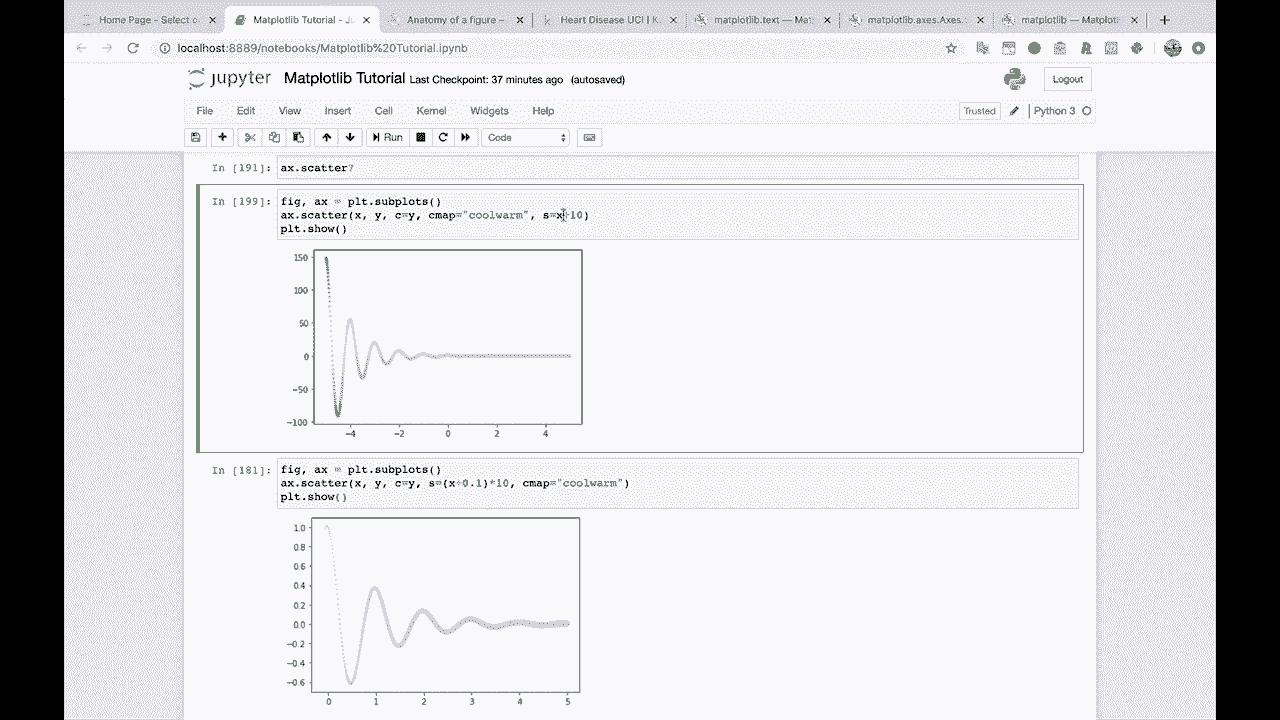 Home Page - Select o
Matplotlib Tutorial - J
Anatomy of a figure –
Heart Disease UCI | K
matplotlib.text — Mat
matplotlib.axes.Axes.
matplotlib — Matplotl
localhost:8889/notebooks/Matplotlib%20Tutorial.ipynb
jupyter Matplotlib Tutorial Last Checkpoint: 37 minutes ago (autosaved)
Logout
File Edit View Insert Cell Kernel Widgets Help
Trusted
Python 3
Run
Code
In [191]: ax.scatter?
In [199]: fig, ax = plt.subplots()
ax.scatter(x, y, c=y, cmap="coolwarm", s=x+10)
plt.show()
150
100
50
0
−50
−100
−4 −2 0 2 4
In [181]: fig, ax = plt.subplots()
ax.scatter(x, y, c=y, s=(x+0.1)*10, cmap="coolwarm")
plt.show()
1.0
0.8
0.6
0.4
0.2
0.0
−0.2
−0.4
−0.6
0 1 2 3 4 5